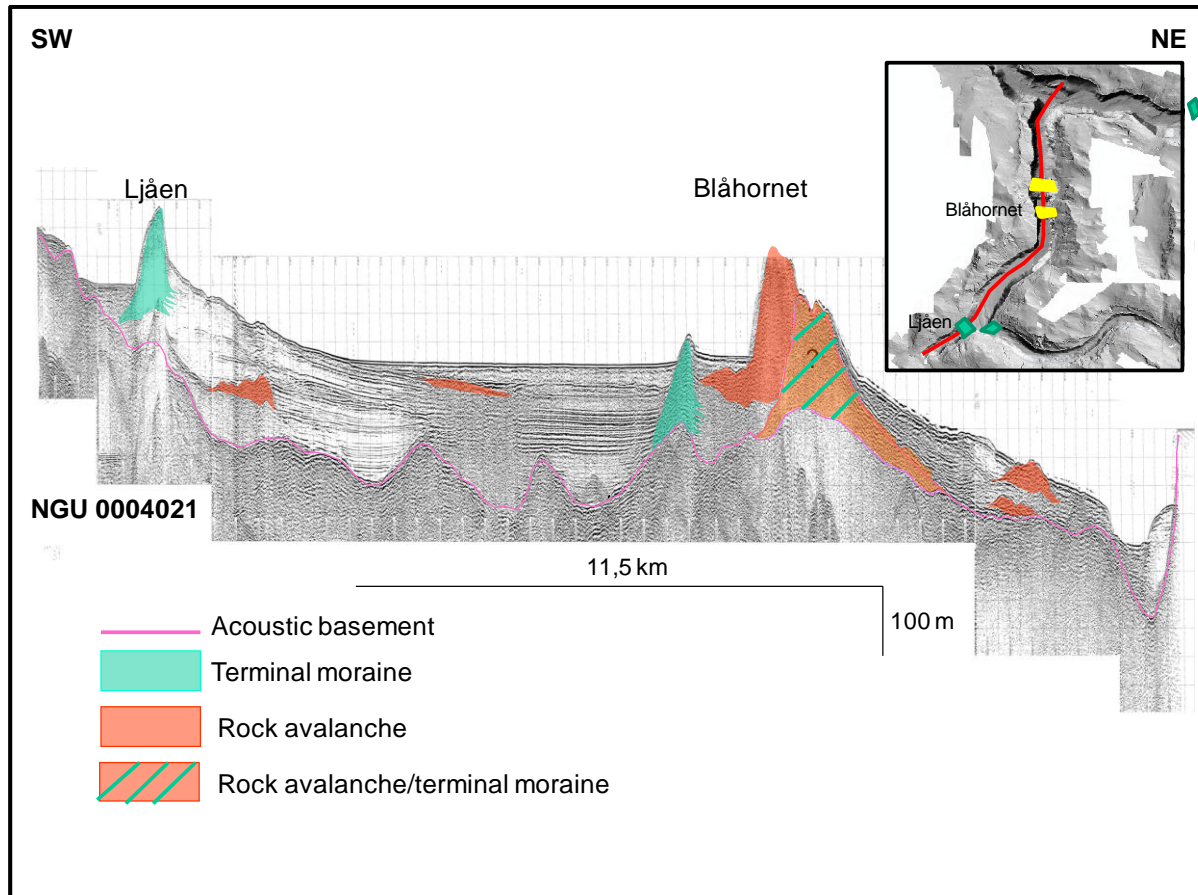 SW
NE
Ljåen
Blåhornet
Blåhornet
Ljåen
?
NGU 0004021
11,5 km
100 m
Acoustic basement
Terminal moraine
Rock avalanche
Rock avalanche/terminal moraine